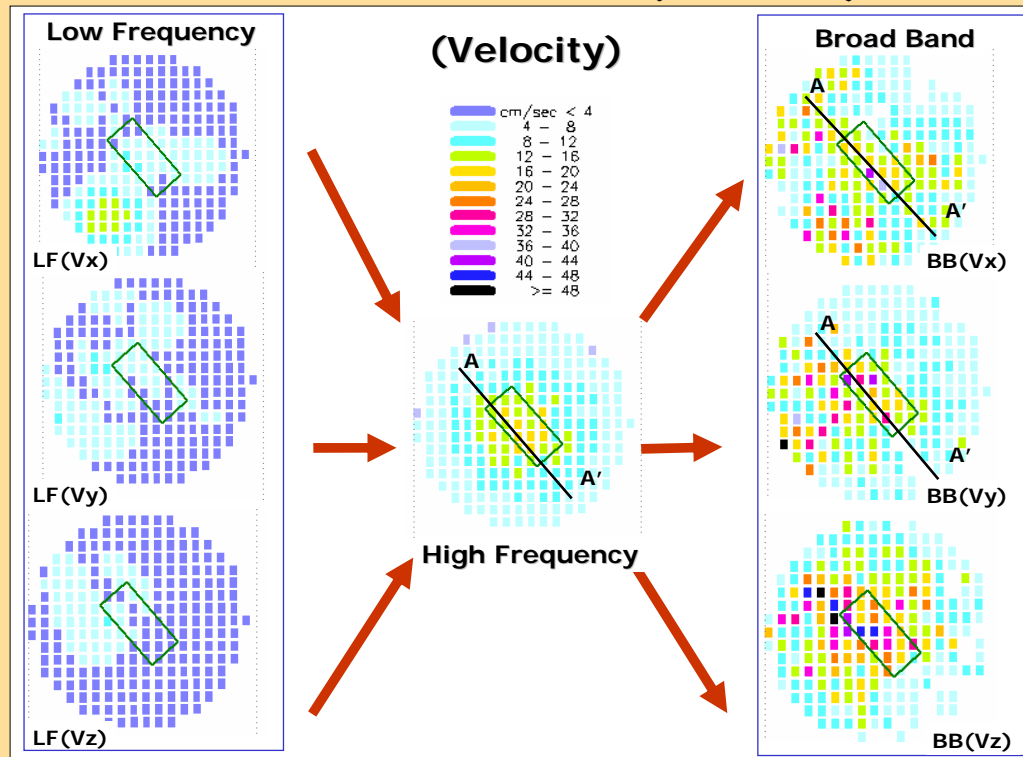 Low Frequency
(Velocity)
Broad Band
cm/sec < 4
4 – 8
8 – 12
12 – 16
16 – 20
20 – 24
24 – 28
28 – 32
32 – 36
36 – 40
40 – 44
44 – 48
>= 48
A
A'
LF(Vx)
BB(Vx)
A
A
A'
A'
LF(Vy)
BB(Vy)
High Frequency
LF(Vz)
BB(Vz)